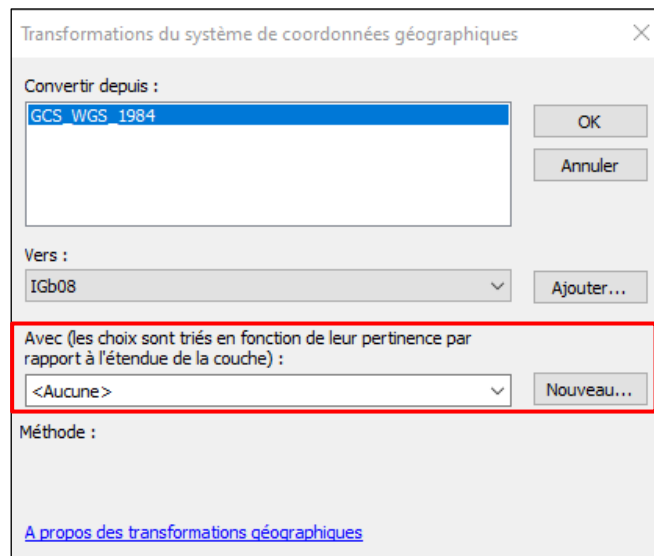 Transformations du système de coordonnées géographiques
Convertir depuis :
GCS_WGS_1984
OK
Annuler
Vers :
IGb08
Ajouter...
Avec (les choix sont triés en fonction de leur pertinence par
rapport à l'étendue de la couche) :
<Aucune>
Nouveau...
Méthode :
A propos des transformations géographiques